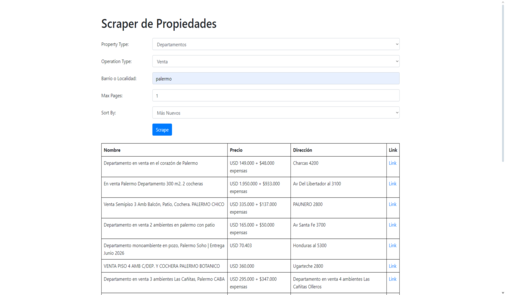 Scraper de Propiedades
Property Type:
Departamentos
Operation Type:
Venta
Barrio o Localidad:
palermo
Max Pages:
1
Sort By:
Más Nuevos
Scrape
Nombre Precio Dirección Link
Departamento en venta en el corazón de Palermo USD 149.000 + $48.000 expensas Charcas 4200 Link
En venta Palermo Departamento 300 m2, 2 cocheras USD 1.050.000 + $933.000 expensas Av Del Libertador al 3100 Link
Venta Semipiso 3 Amb Balcón, Patio, Cochera, PALERMO CHICO USD 335.000 + $137.000 expensas PAUNERO 2800 Link
Departamento en venta 2 ambientes en palermo con patio USD 165.000 + $50.000 expensas Av Santa Fe 3700 Link
Departamento monoambiente en pozo, Palermo Soho | Entrega Junio 2026 USD 70.403 Honduras al 5300 Link
VENTA PISO 4 AMB C/DEP. Y COCHERA PALERMO BOTANICO USD 360.000 Ugarteche 2800 Link
Departamento en venta 3 ambientes Las Cañitas, Palermo CABA USD 295.000 + $347.000 expensas Departamento en venta 4 ambientes Las Cañitas Olleros Link